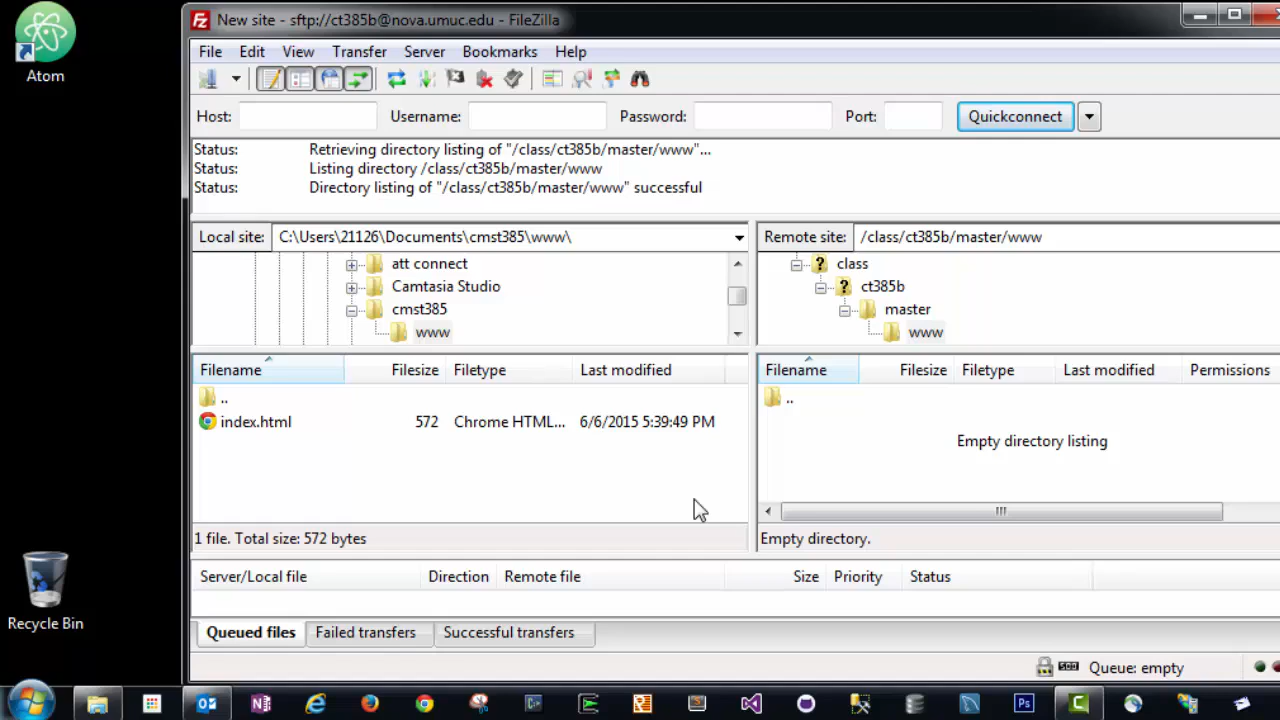 Atom
New site - sftp://ct385b@nova.umuc.edu - FileZilla
File Edit View Transfer Server Bookmarks Help
Host: Username: Password: Port: Quickconnect
Status: Retrieving directory listing of "/class/ct385b/master/www"...
Status: Listing directory /class/ct385b/master/www
Status: Directory listing of "/class/ct385b/master/www" successful
Local site: C:\Users\21126\Documents\cmst385\www\
Remote site: /class/ct385b/master/www
att connect
Camtasia Studio
cmst385
www
? class
? ct385b
master
www
Filename Filesize Filetype Last modified
..
index.html 572 Chrome HTML... 6/6/2015 5:39:49 PM
1 file. Total size: 572 bytes
Filename Filesize Filetype Last modified Permissions
..
Empty directory listing
Empty directory.
Server/Local file Direction Remote file Size Priority Status
Queued files Failed transfers Successful transfers
Queue: empty
Recycle Bin